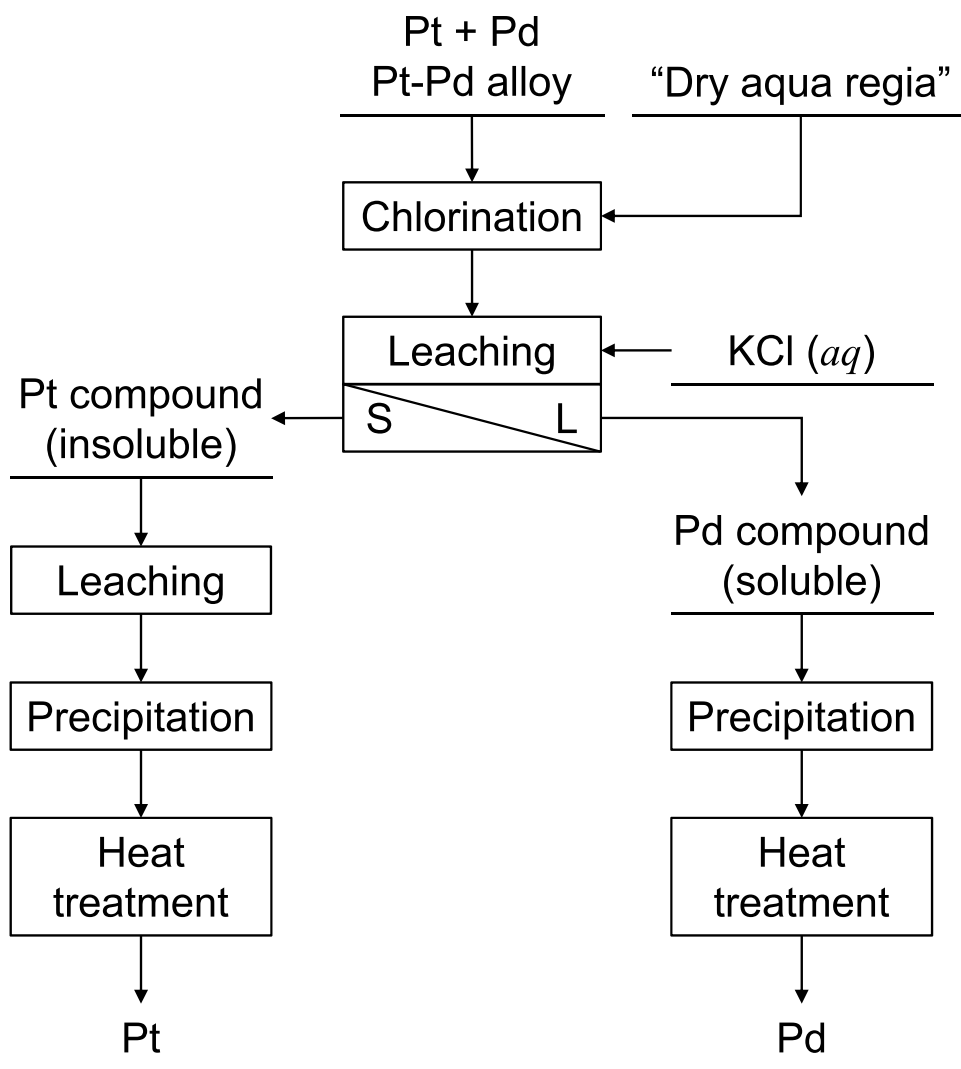 Pt + Pd
Pt-Pd alloy
“Dry aqua regia”
Chlorination
Leaching
KCl (aq)
S
L
Pt compound
(insoluble)
Leaching
Precipitation
Heat
treatment
Pt
Pd compound
(soluble)
Precipitation
Heat
treatment
Pd